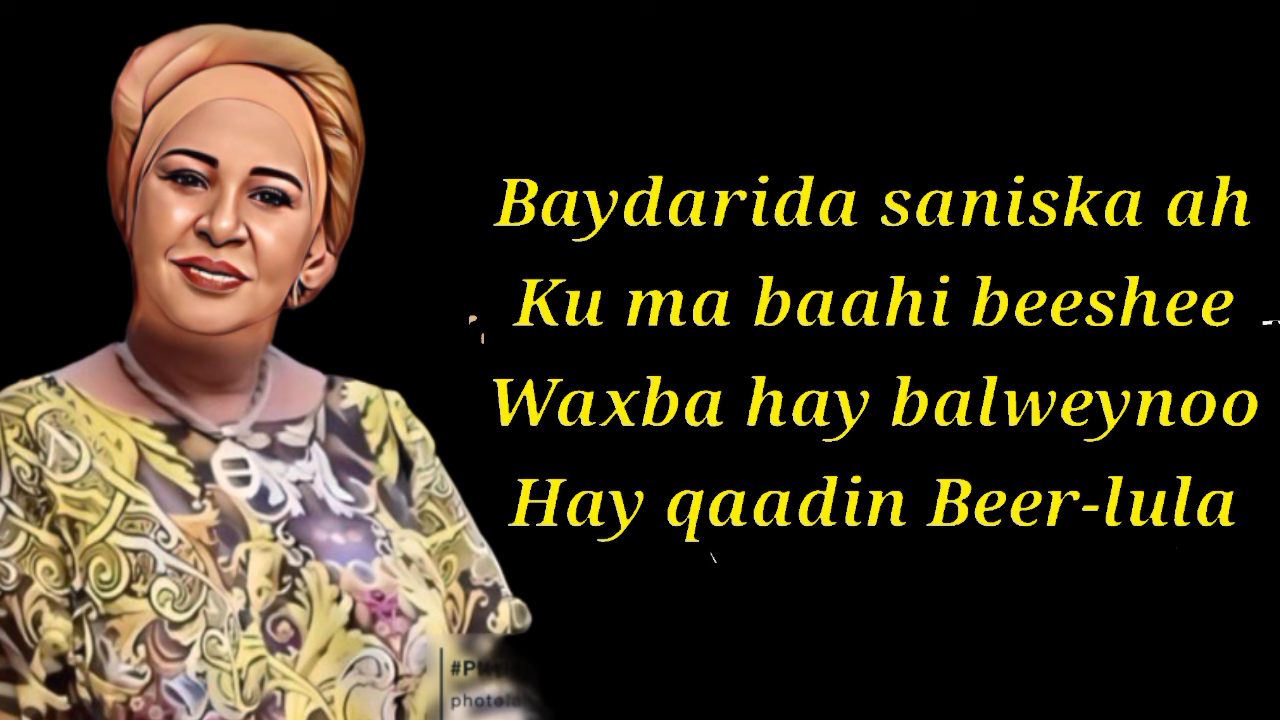 Baydarida saniska ah
Ku ma baahi beeshee
Waxba hay balweynoo
Hay qaadin Beer-lula